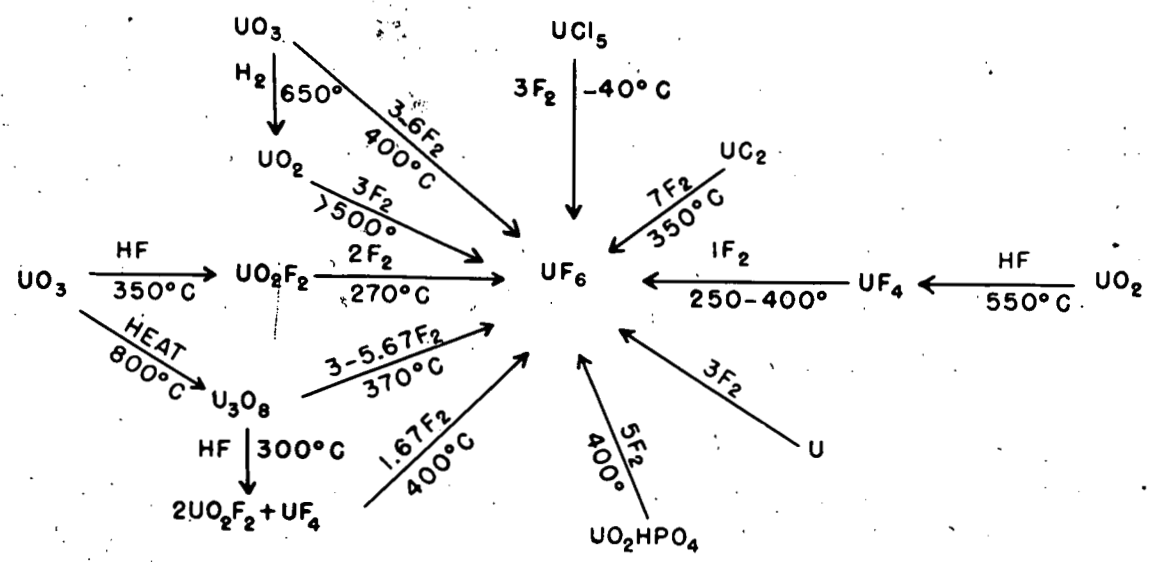 UO₃
UCl₅
H₂
650°
3-6F₂
400°C
3F₂
-40°C
UO₂
3F₂
>500°
UC₂
7F₂
350°C
UO₃
HF
350°C
UO₂F₂
2F₂
270°C
UF₆
1F₂
250-400°
UF₄
HF
550°C
UO₂
HEAT
800°C
U₃O₈
3-5.67F₂
370°C
3F₂
U
HF
300°C
2UO₂F₂+UF₄
1.67F₂
400°C
5F₂
400°
UO₂HPO₄